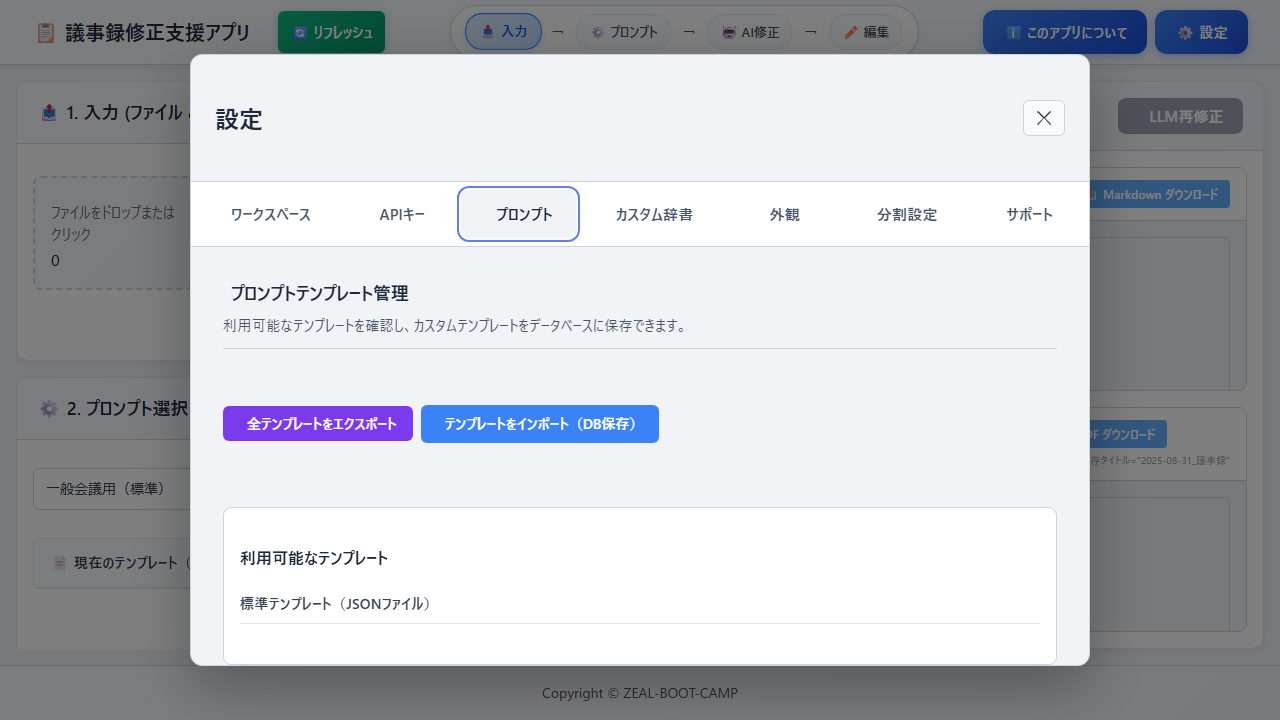 議事録修正支援アプリ
リフレッシュ
入力 → プロンプト → AI修正 → 編集
このアプリについて
設定
1. 入力 (ファイル
LLM再修正
設定
ワークスペース
APIキー
プロンプト
カスタム辞書
外観
分割設定
サポート
Markdown ダウンロード
ファイルをドロップまたは
クリック
0
プロンプトテンプレート管理
利用可能なテンプレートを確認し、カスタムテンプレートをデータベースに保存できます。
全テンプレートをエクスポート
テンプレートをインポート（DB保存）
2. プロンプト選択
ダウンロード
存タイトル="2025-08-31_議事録"
一般会議用（標準）
現在のテンプレート（
利用可能なテンプレート
標準テンプレート（JSONファイル）
Copyright © ZEAL-BOOT-CAMP